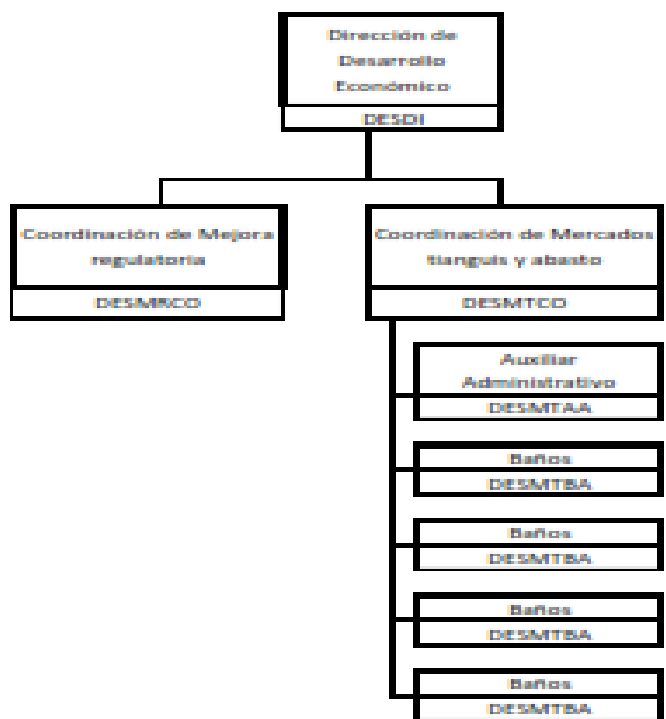 Dirección de
Desarrollo
Económico
DESDI
Coordinación de Mejora
regulatoria
DESMRCO
Coordinación de Mercados
tianguis y abasto
DESMTCO
Auxiliar
Administrativo
DESMTAA
Baños
DESMTBA
Baños
DESMTBA
Baños
DESMTBA
Baños
DESMTBA